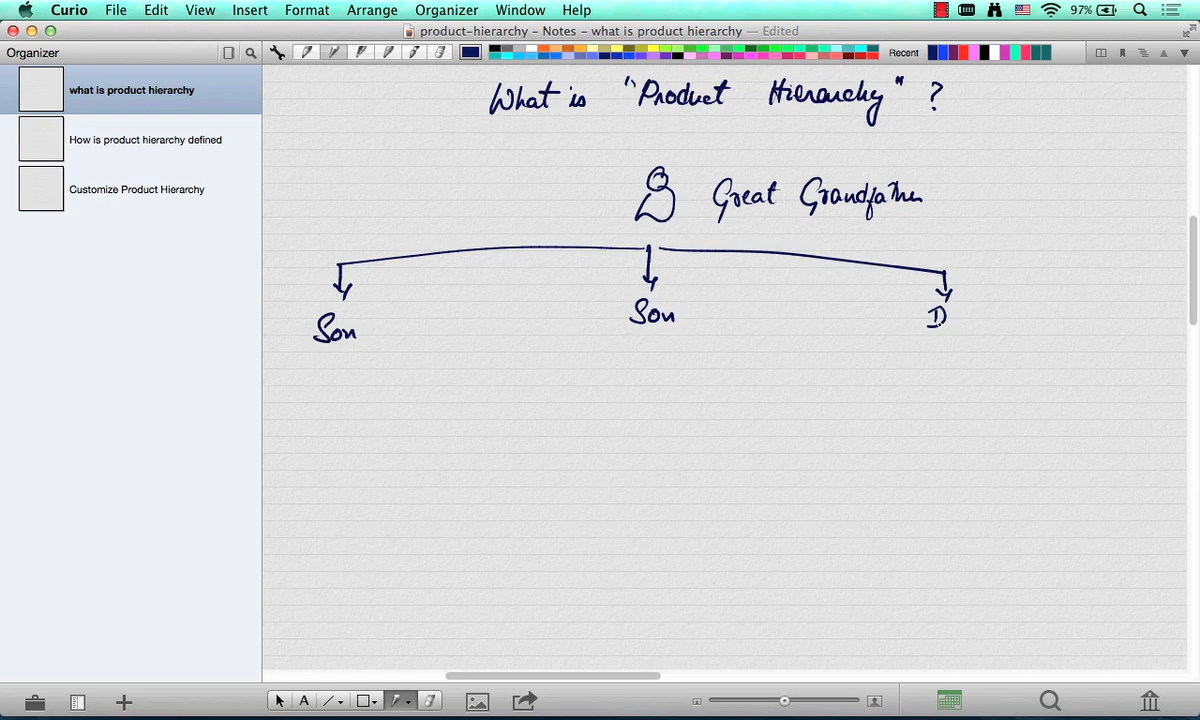 Curio File Edit View Insert Format Arrange Organizer Window Help 97%
product-hierarchy – Notes – what is product hierarchy — Edited
Organizer Recent
what is product hierarchy
How is product hierarchy defined
Customize Product Hierarchy
What is "Product Hierarchy" ?
Great Grandfather
Son Son D
A